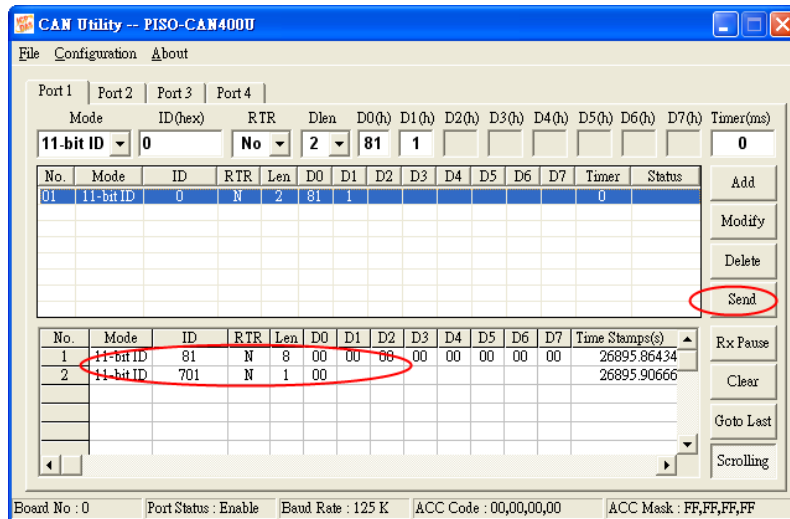 CAN Utility -- PISO-CAN400U
File Configuration About
Port 1 Port 2 Port 3 Port 4
Mode ID(hex) RTR Dlen D0(h) D1(h) D2(h) D3(h) D4(h) D5(h) D6(h) D7(h) Timer(ms)
11-bit ID 0 No 2 81 1 0
No. Mode ID RTR Len D0 D1 D2 D3 D4 D5 D6 D7 Timer Status
01 11-bit ID 0 N 2 81 1 0
Add
Modify
Delete
Send
No. Mode ID RTR Len D0 D1 D2 D3 D4 D5 D6 D7 Time Stamps(s)
1 11-bit ID 81 N 8 00 00 00 00 00 00 00 00 26895.86434
2 11-bit ID 701 N 1 00 26895.90666
Rx Pause
Clear
Goto Last
Scrolling
Board No : 0 Port Status : Enable Baud Rate : 125 K ACC Code : 00,00,00,00 ACC Mask : FF,FF,FF,FF